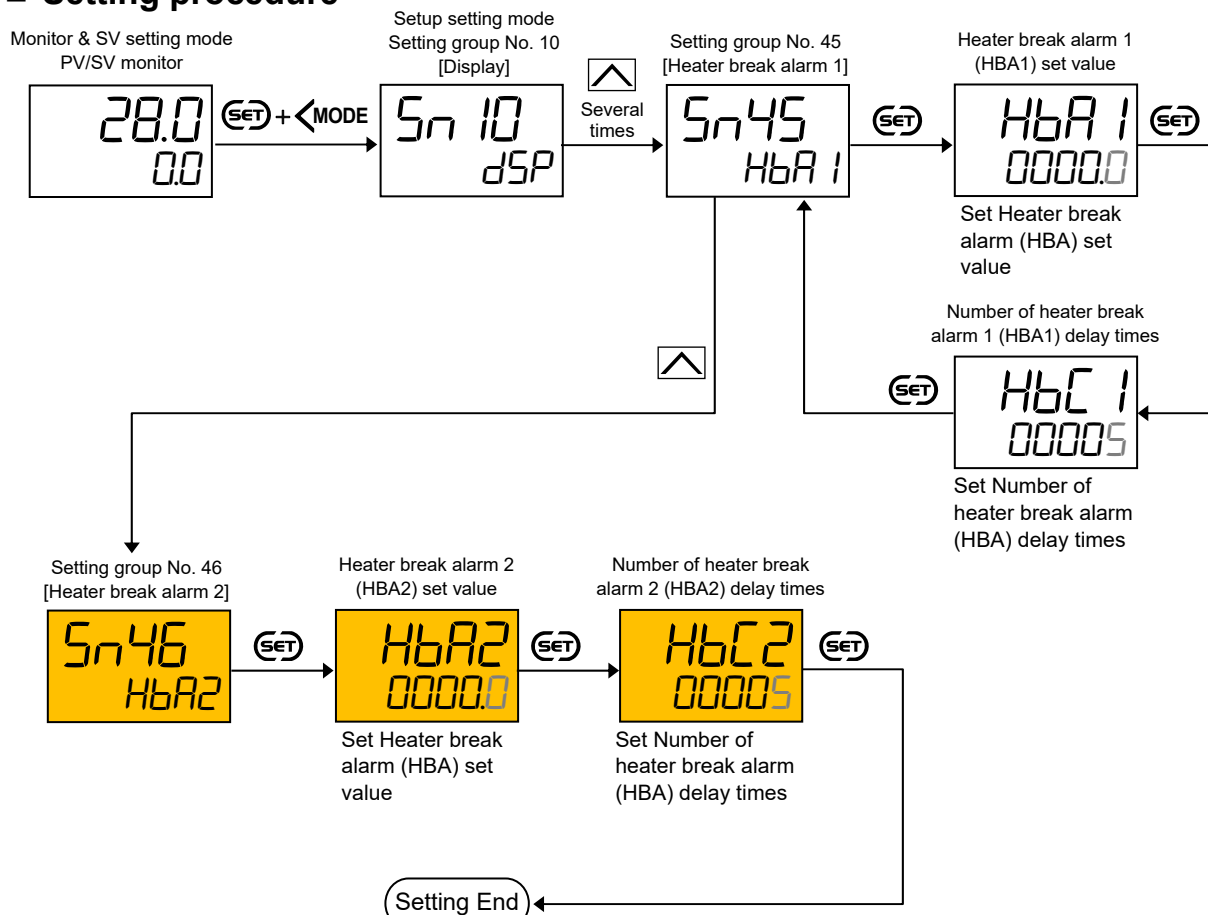 ■ Setting procedure
Monitor & SV setting mode
PV/SV monitor
28.0
0.0
SET + <MODE
Setup setting mode
Setting group No. 10
[Display]
Sn 10
dSP
Several
times
Setting group No. 45
[Heater break alarm 1]
Sn45
HbA 1
SET
Heater break alarm 1
(HBA1) set value
HbA 1
0000.0
SET
Set Heater break
alarm (HBA) set
value
Number of heater break
alarm 1 (HBA1) delay times
SET
HbC 1
00005
Set Number of
heater break alarm
(HBA) delay times
Setting group No. 46
[Heater break alarm 2]
Sn46
HbA2
SET
Heater break alarm 2
(HBA2) set value
HbA2
0000.0
SET
Set Heater break
alarm (HBA) set
value
Number of heater break
alarm 2 (HBA2) delay times
HbC2
00005
SET
Set Number of
heater break alarm
(HBA) delay times
Setting End